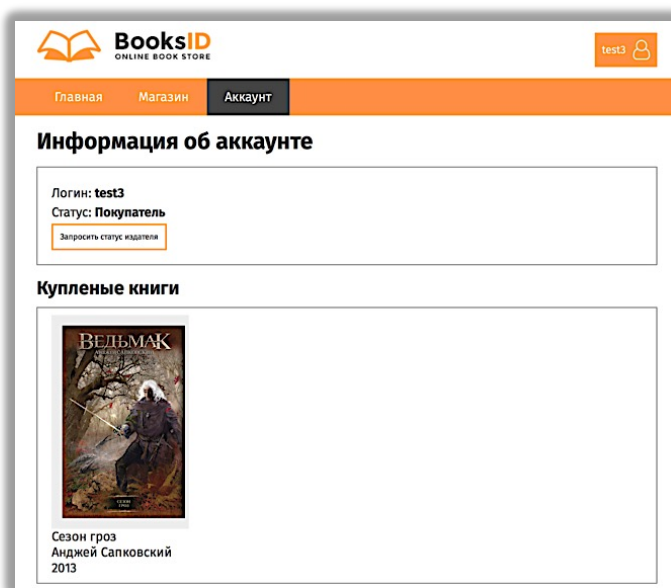 BooksID
ONLINE BOOK STORE
test3
Главная Магазин Аккаунт
Информация об аккаунте
Логин: test3
Статус: Покупатель
Запросить статус издателя
Купленые книги
ВЕДЬМАК
АНДЖЕЙ САПКОВСКИЙ
СЕЗОН
ГРОЗ
Сезон гроз
Анджей Сапковский
2013